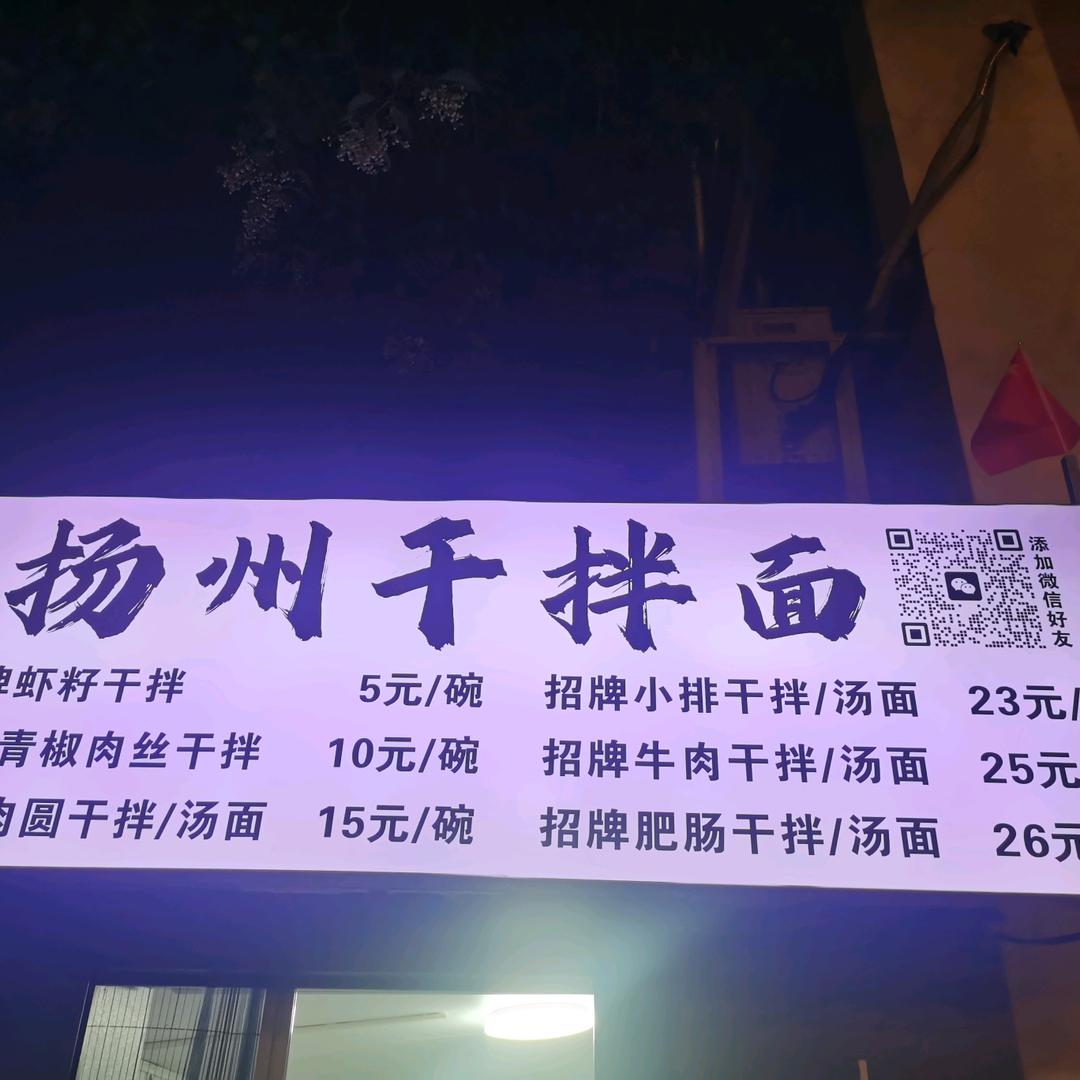 扬州干拌面
添加微信好友
牌虾籽干拌 5元/碗
青椒肉丝干拌 10元/碗
肉圆干拌/汤面 15元/碗
招牌小排干拌/汤面 23元/
招牌牛肉干拌/汤面 25元
招牌肥肠干拌/汤面 26元